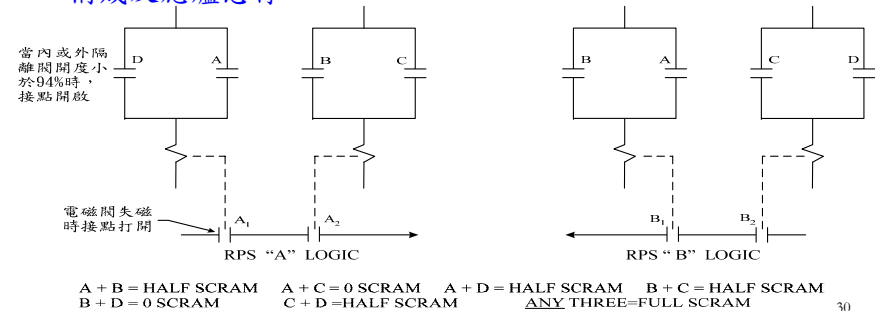 D
A
B
C
B
A
C
D
當內或外隔
離閥開度小
於94%時，
接點開啟
電磁閥失磁
時接點打開
A1
A2
B1
B2
RPS “A” LOGIC
RPS “ B” LOGIC
A + B = HALF SCRAM A + C = 0 SCRAM A + D = HALF SCRAM B + C = HALF SCRAM
B + D = 0 SCRAM C + D =HALF SCRAM ANY THREE=FULL SCRAM
30